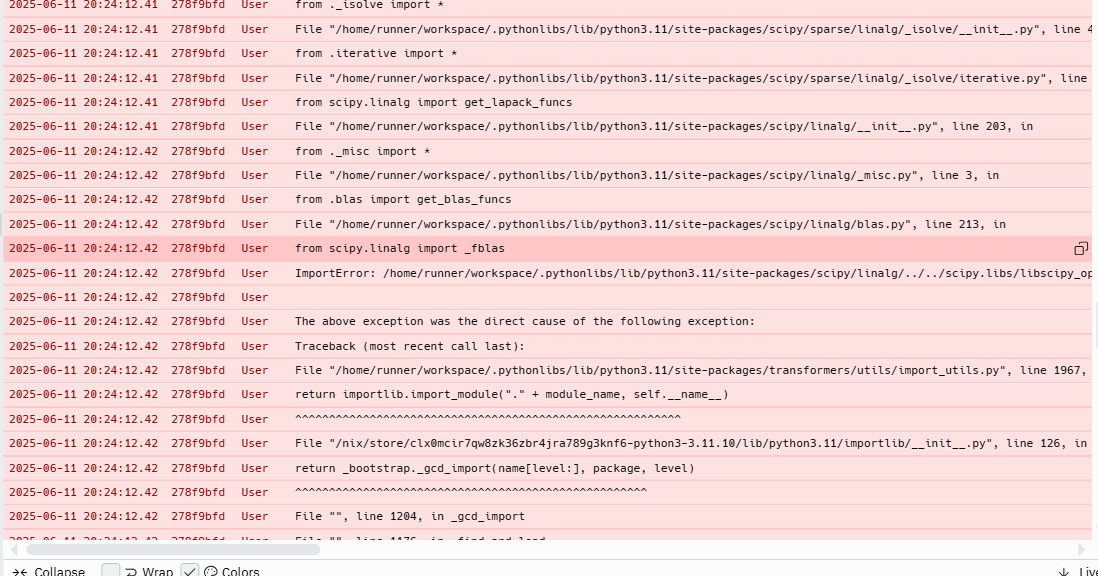 2025-06-11 20:24:12.41 278f9bfd User from ._isolve import *
2025-06-11 20:24:12.41 278f9bfd User File "/home/runner/workspace/.pythonlibs/lib/python3.11/site-packages/scipy/sparse/linalg/_isolve/__init__.py", line 4
2025-06-11 20:24:12.41 278f9bfd User from .iterative import *
2025-06-11 20:24:12.41 278f9bfd User File "/home/runner/workspace/.pythonlibs/lib/python3.11/site-packages/scipy/sparse/linalg/_isolve/iterative.py", line
2025-06-11 20:24:12.41 278f9bfd User from scipy.linalg import get_lapack_funcs
2025-06-11 20:24:12.41 278f9bfd User File "/home/runner/workspace/.pythonlibs/lib/python3.11/site-packages/scipy/linalg/__init__.py", line 203, in
2025-06-11 20:24:12.42 278f9bfd User from ._misc import *
2025-06-11 20:24:12.42 278f9bfd User File "/home/runner/workspace/.pythonlibs/lib/python3.11/site-packages/scipy/linalg/_misc.py", line 3, in
2025-06-11 20:24:12.42 278f9bfd User from .blas import get_blas_funcs
2025-06-11 20:24:12.42 278f9bfd User File "/home/runner/workspace/.pythonlibs/lib/python3.11/site-packages/scipy/linalg/blas.py", line 213, in
2025-06-11 20:24:12.42 278f9bfd User from scipy.linalg import _fblas
2025-06-11 20:24:12.42 278f9bfd User ImportError: /home/runner/workspace/.pythonlibs/lib/python3.11/site-packages/scipy/linalg/../../scipy.libs/libscipy_op
2025-06-11 20:24:12.42 278f9bfd User
2025-06-11 20:24:12.42 278f9bfd User The above exception was the direct cause of the following exception:
2025-06-11 20:24:12.42 278f9bfd User Traceback (most recent call last):
2025-06-11 20:24:12.42 278f9bfd User File "/home/runner/workspace/.pythonlibs/lib/python3.11/site-packages/transformers/utils/import_utils.py", line 1967,
2025-06-11 20:24:12.42 278f9bfd User return importlib.import_module("." + module_name, self.__name__)
2025-06-11 20:24:12.42 278f9bfd User ^^^^^^^^^^^^^^^^^^^^^^^^^^^^^^^^^^^^^^^^^^^^^^^^^^^^^^^^^
2025-06-11 20:24:12.42 278f9bfd User File "/nix/store/clx0mcir7qw8zk36zbr4jra789g3knf6-python3-3.11.10/lib/python3.11/importlib/__init__.py", line 126, in
2025-06-11 20:24:12.42 278f9bfd User return _bootstrap._gcd_import(name[level:], package, level)
2025-06-11 20:24:12.42 278f9bfd User ^^^^^^^^^^^^^^^^^^^^^^^^^^^^^^^^^^^^^^^^^^^^^^^^^^^^
2025-06-11 20:24:12.42 278f9bfd User File "", line 1204, in _gcd_import
2025-06-11 20:24:12.42 278f9bfd User File "", line 1176, in _find_and_load
Collapse Wrap Colors Live